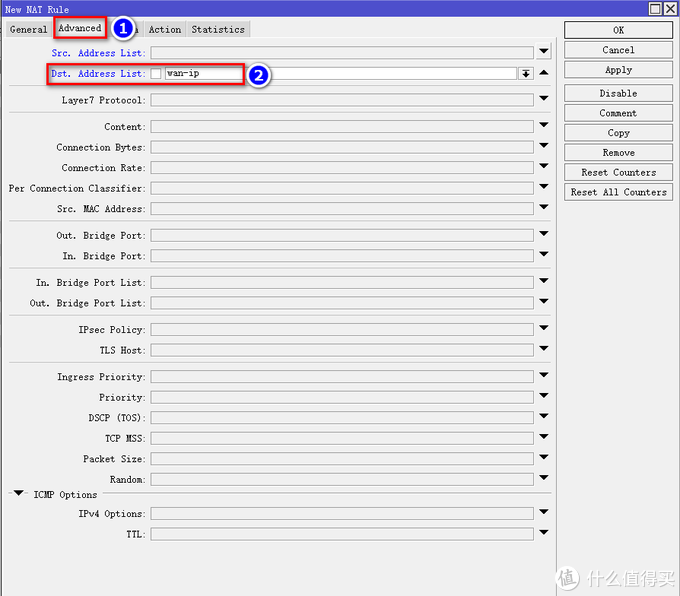 New NAT Rule
General Advanced 1 Action Statistics
Src. Address List:
Dst. Address List: wan-ip 2
Layer7 Protocol:
Content:
Connection Bytes:
Connection Rate:
Per Connection Classifier:
Src. MAC Address:
Out. Bridge Port:
In. Bridge Port:
In. Bridge Port List:
Out. Bridge Port List:
IPsec Policy:
TLS Host:
Ingress Priority:
Priority:
DSCP (TOS):
TCP MSS:
Packet Size:
Random:
ICMP Options
IPv4 Options:
TTL:
OK
Cancel
Apply
Disable
Comment
Copy
Remove
Reset Counters
Reset All Counters
值 什么值得买